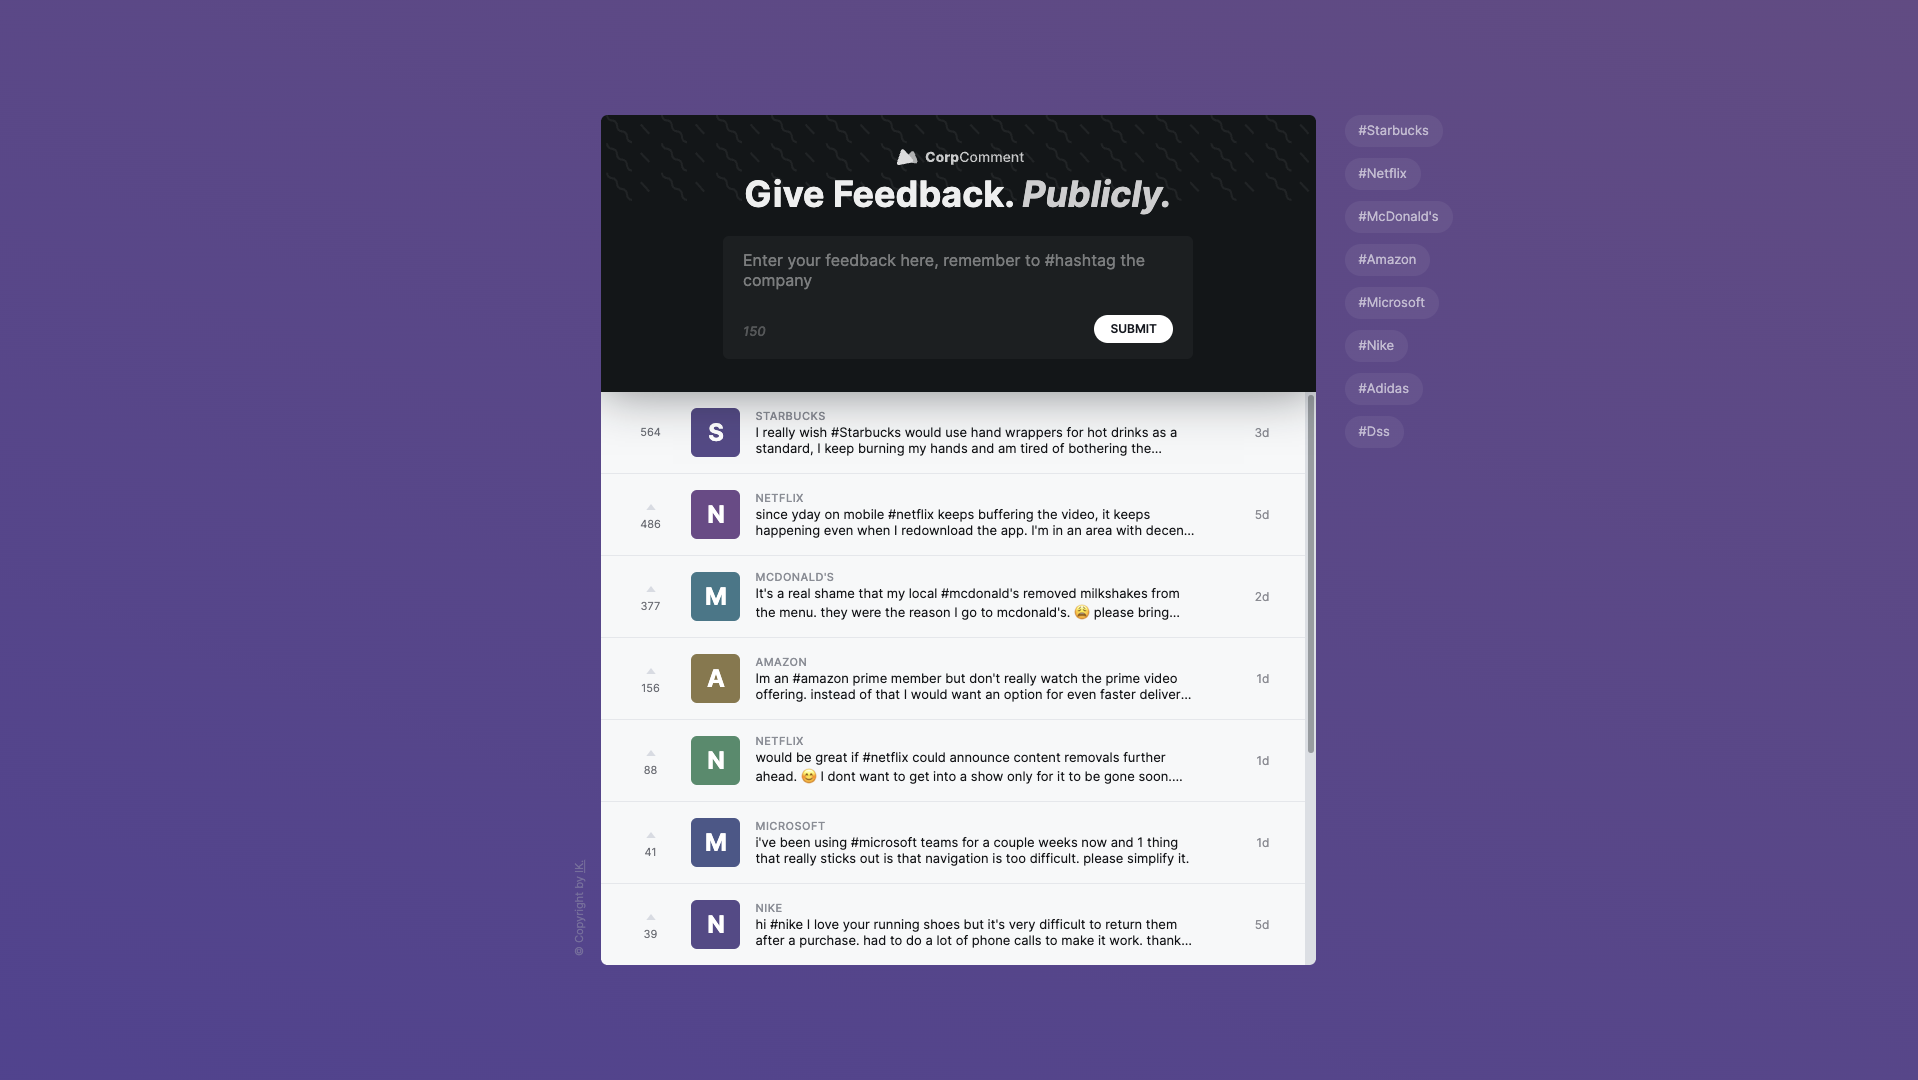 CorpComment
Give Feedback. Publicly.
Enter your feedback here, remember to #hashtag the
company
150
SUBMIT
564
S
STARBUCKS
I really wish #Starbucks would use hand wrappers for hot drinks as a
standard, I keep burning my hands and am tired of bothering the...
3d
486
N
NETFLIX
since yday on mobile #netflix keeps buffering the video, it keeps
happening even when I redownload the app. I'm in an area with decen...
5d
377
M
MCDONALD'S
It's a real shame that my local #mcdonald's removed milkshakes from
the menu. they were the reason I go to mcdonald's. 😩 please bring...
2d
156
A
AMAZON
Im an #amazon prime member but don't really watch the prime video
offering. instead of that I would want an option for even faster deliver...
1d
88
N
NETFLIX
would be great if #netflix could announce content removals further
ahead. 😊 I dont want to get into a show only for it to be gone soon....
1d
41
M
MICROSOFT
i've been using #microsoft teams for a couple weeks now and 1 thing
that really sticks out is that navigation is too difficult. please simplify it.
1d
39
N
NIKE
hi #nike I love your running shoes but it's very difficult to return them
after a purchase. had to do a lot of phone calls to make it work. thank...
5d
#Starbucks
#Netflix
#McDonald's
#Amazon
#Microsoft
#Nike
#Adidas
#Dss
© Copyright by IK.